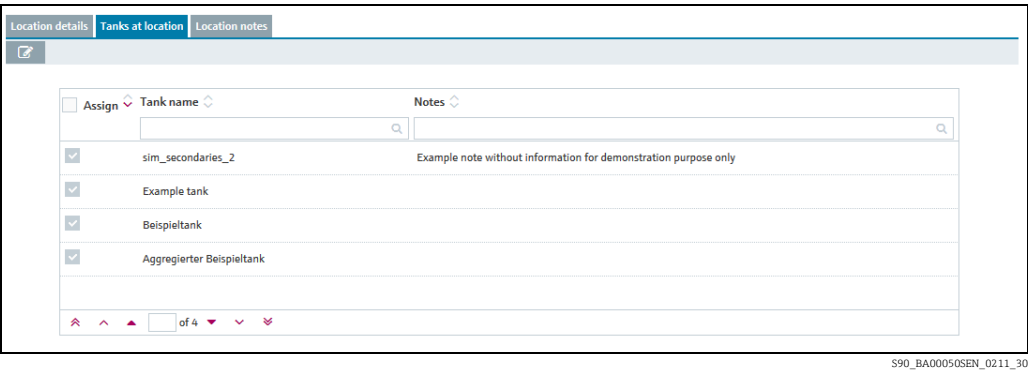 Location details Tanks at location Location notes
Assign Tank name Notes
sim_secondaries_2 Example note without information for demonstration purpose only
Example tank
Beispieltank
Aggregierter Beispieltank
of 4
S90_BA00050SEN_0211_30